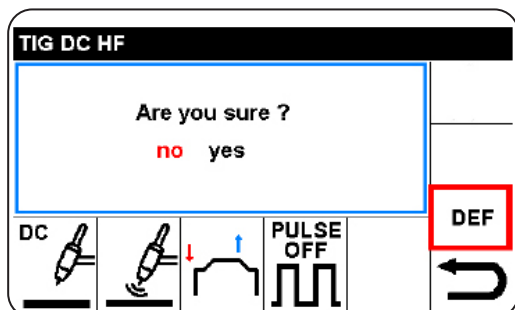 TIG DC HF
Are you sure ?
no yes
DEF
DC
PULSE
OFF